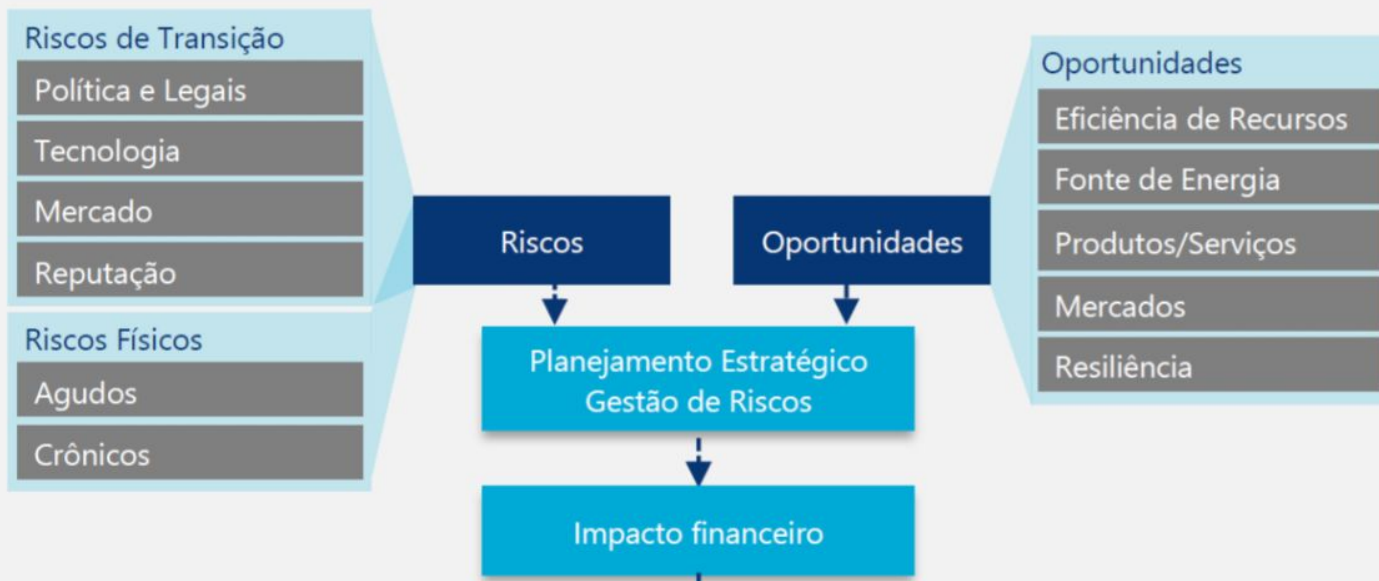 Riscos de Transição
Política e Legais
Tecnologia
Mercado
Reputação
Riscos Físicos
Agudos
Crônicos
Riscos
Oportunidades
Planejamento Estratégico
Gestão de Riscos
Impacto financeiro
Oportunidades
Eficiência de Recursos
Fonte de Energia
Produtos/Serviços
Mercados
Resiliência